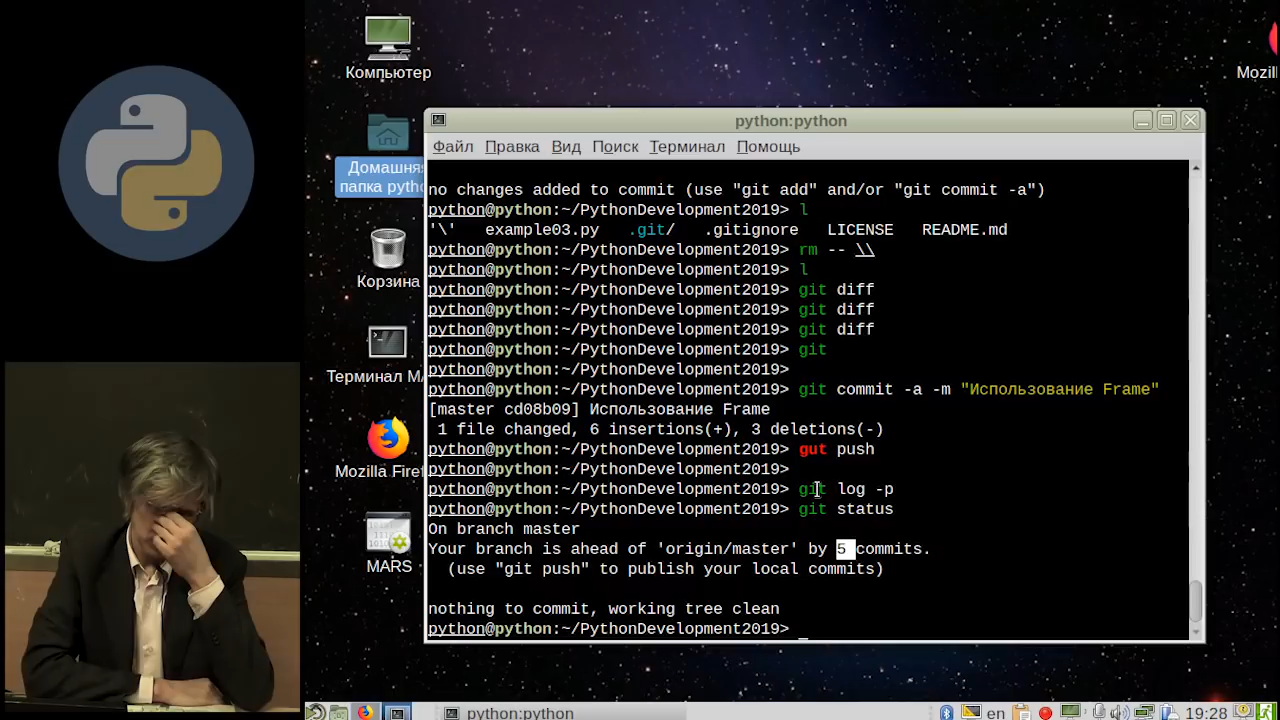 Компьютер
Mozill
Домашняя
папка pytho
Корзина
Терминал MA
Mozilla Firef
MARS
python:python
Файл Правка Вид Поиск Терминал Помощь
no changes added to commit (use "git add" and/or "git commit -a")
python@python:~/PythonDevelopment2019> l
'\' example03.py .git/ .gitignore LICENSE README.md
python@python:~/PythonDevelopment2019> rm -- \\
python@python:~/PythonDevelopment2019> l
python@python:~/PythonDevelopment2019> git diff
python@python:~/PythonDevelopment2019> git diff
python@python:~/PythonDevelopment2019> git diff
python@python:~/PythonDevelopment2019> git
python@python:~/PythonDevelopment2019>
python@python:~/PythonDevelopment2019> git commit -a -m "Использование Frame"
[master cd08b09] Использование Frame
1 file changed, 6 insertions(+), 3 deletions(-)
python@python:~/PythonDevelopment2019> gut push
python@python:~/PythonDevelopment2019>
python@python:~/PythonDevelopment2019> git log -p
python@python:~/PythonDevelopment2019> git status
On branch master
Your branch is ahead of 'origin/master' by 5 commits.
(use "git push" to publish your local commits)
nothing to commit, working tree clean
python@python:~/PythonDevelopment2019>
python:python
en
19:28